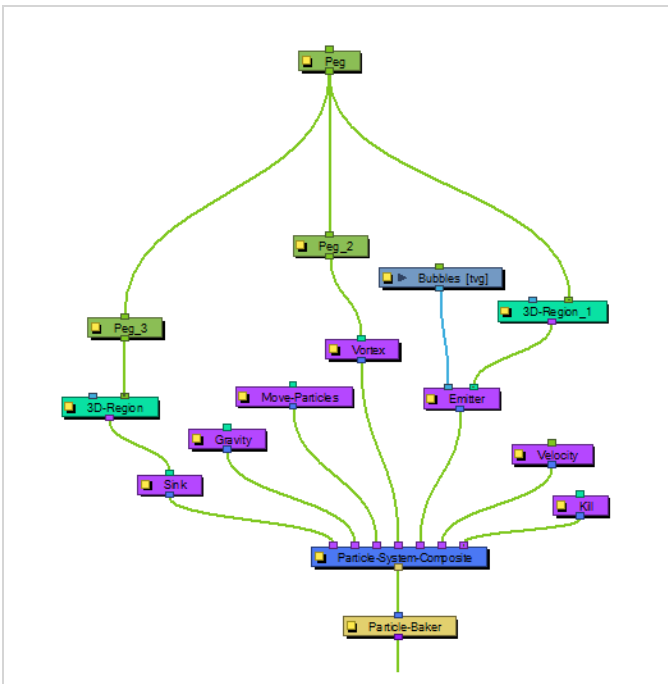 Peg
Peg_2
Bubbles [tvg]
3D-Region_1
Peg_3
Vortex
Move-Particles
Emitter
3D-Region
Gravity
Velocity
Sink
Kill
Particle-System-Composite
Particle-Baker